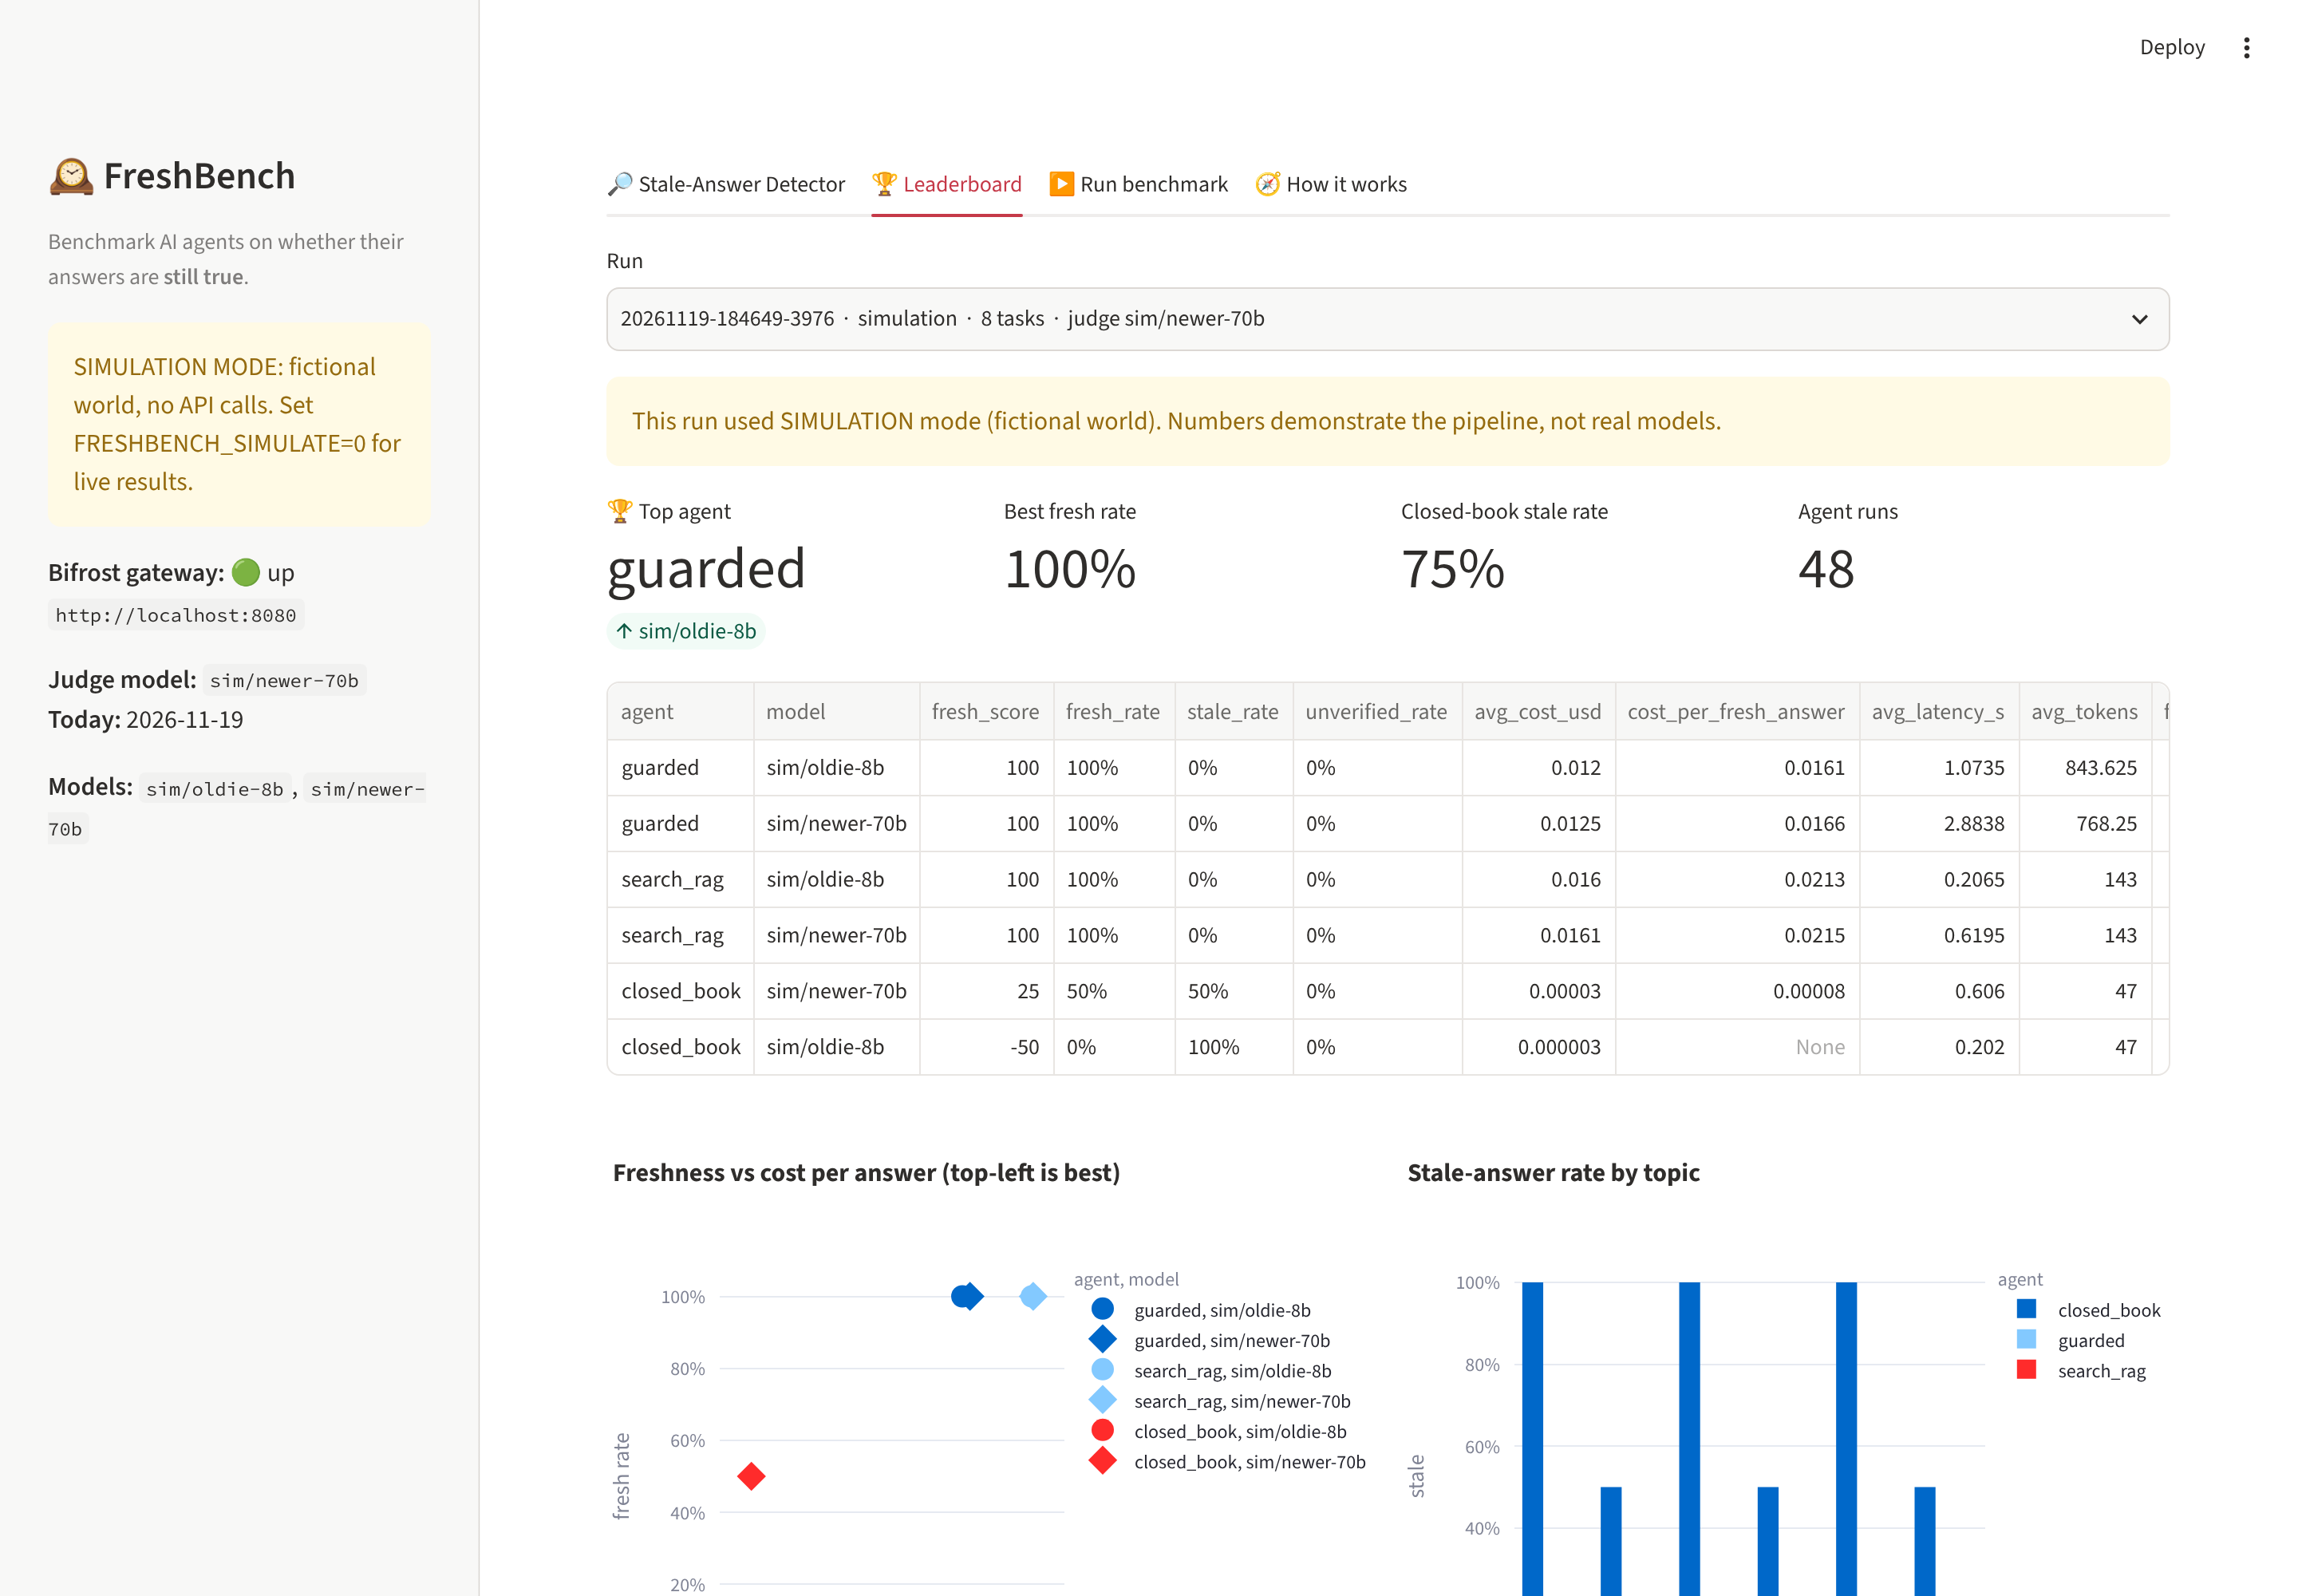 Deploy
FreshBench
Benchmark AI agents on whether their
answers are still true.
SIMULATION MODE: fictional
world, no API calls. Set
FRESHBENCH_SIMULATE=0 for
live results.
Bifrost gateway: up
http://localhost:8080
Judge model: sim/newer-70b
Today: 2026-11-19
Models: sim/oldie-8b, sim/newer-
70b
Stale-Answer Detector Leaderboard Run benchmark How it works
Run
20261119-184649-3976 · simulation · 8 tasks · judge sim/newer-70b
This run used SIMULATION mode (fictional world). Numbers demonstrate the pipeline, not real models.
Top agent Best fresh rate Closed-book stale rate Agent runs
guarded 100% 75% 48
↑ sim/oldie-8b
agent model fresh_score fresh_rate stale_rate unverified_rate avg_cost_usd cost_per_fresh_answer avg_latency_s avg_tokens
guarded sim/oldie-8b 100 100% 0% 0% 0.012 0.0161 1.0735 843.625
guarded sim/newer-70b 100 100% 0% 0% 0.0125 0.0166 2.8838 768.25
search_rag sim/oldie-8b 100 100% 0% 0% 0.016 0.0213 0.2065 143
search_rag sim/newer-70b 100 100% 0% 0% 0.0161 0.0215 0.6195 143
closed_book sim/newer-70b 25 50% 50% 0% 0.00003 0.00008 0.606 47
closed_book sim/oldie-8b -50 0% 100% 0% 0.000003 None 0.202 47
Freshness vs cost per answer (top-left is best)
100%
80%
60%
40%
20%
fresh rate
agent, model
guarded, sim/oldie-8b
guarded, sim/newer-70b
search_rag, sim/oldie-8b
search_rag, sim/newer-70b
closed_book, sim/oldie-8b
closed_book, sim/newer-70b
Stale-answer rate by topic
100%
80%
60%
40%
stale
agent
closed_book
guarded
search_rag